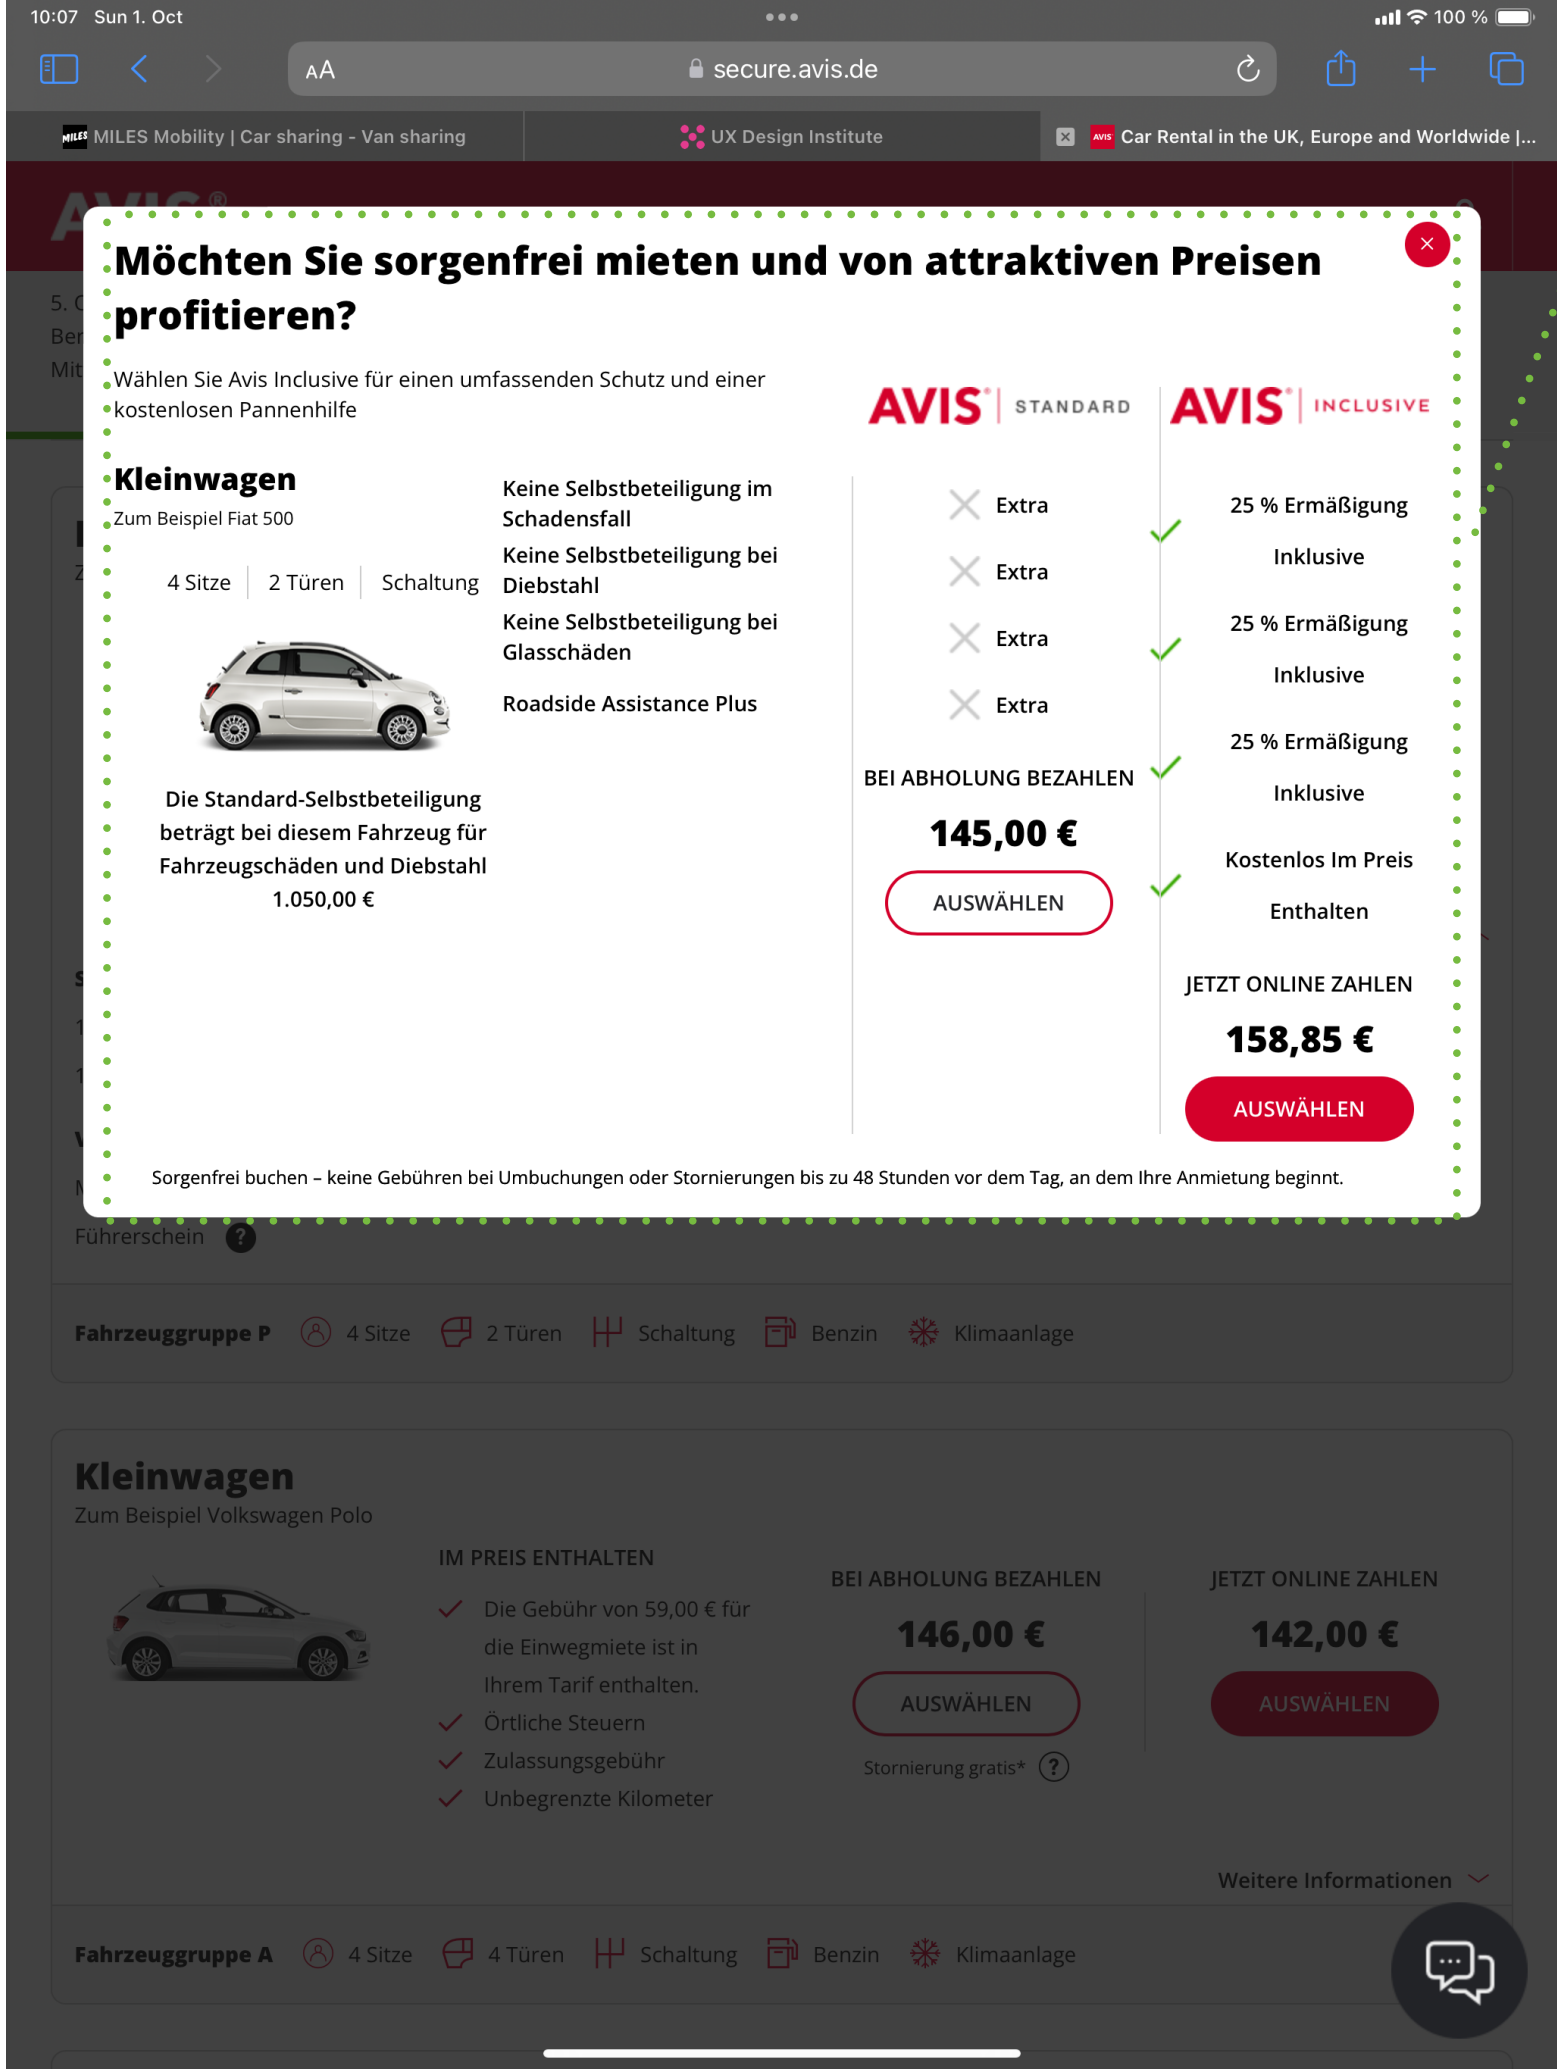 10:07 Sun 1. Oct
100 %
AA
secure.avis.de
MILES MILES Mobility | Car sharing - Van sharing
UX Design Institute
AVIS Car Rental in the UK, Europe and Worldwide |...
AVIS®
Möchten Sie sorgenfrei mieten und von attraktiven Preisen
profitieren?
5.
Ber
Mit
Wählen Sie Avis Inclusive für einen umfassenden Schutz und einer
kostenlosen Pannenhilfe
AVIS® | STANDARD
AVIS® | INCLUSIVE
Kleinwagen
Zum Beispiel Fiat 500
4 Sitze
2 Türen
Schaltung
Keine Selbstbeteiligung im
Schadensfall
Keine Selbstbeteiligung bei
Diebstahl
Keine Selbstbeteiligung bei
Glasschäden
Roadside Assistance Plus
Die Standard-Selbstbeteiligung
beträgt bei diesem Fahrzeug für
Fahrzeugschäden und Diebstahl
1.050,00 €
Extra
Extra
Extra
Extra
BEI ABHOLUNG BEZAHLEN
145,00 €
AUSWÄHLEN
25 % Ermäßigung
Inklusive
25 % Ermäßigung
Inklusive
25 % Ermäßigung
Inklusive
Kostenlos Im Preis
Enthalten
JETZT ONLINE ZAHLEN
158,85 €
AUSWÄHLEN
Sorgenfrei buchen – keine Gebühren bei Umbuchungen oder Stornierungen bis zu 48 Stunden vor dem Tag, an dem Ihre Anmietung beginnt.
Führerschein ?
Fahrzeuggruppe P
4 Sitze
2 Türen
Schaltung
Benzin
Klimaanlage
Kleinwagen
Zum Beispiel Volkswagen Polo
IM PREIS ENTHALTEN
Die Gebühr von 59,00 € für
die Einwegmiete ist in
Ihrem Tarif enthalten.
Örtliche Steuern
Zulassungsgebühr
Unbegrenzte Kilometer
BEI ABHOLUNG BEZAHLEN
146,00 €
AUSWÄHLEN
Stornierung gratis* ?
JETZT ONLINE ZAHLEN
142,00 €
AUSWÄHLEN
Weitere Informationen
Fahrzeuggruppe A
4 Sitze
4 Türen
Schaltung
Benzin
Klimaanlage